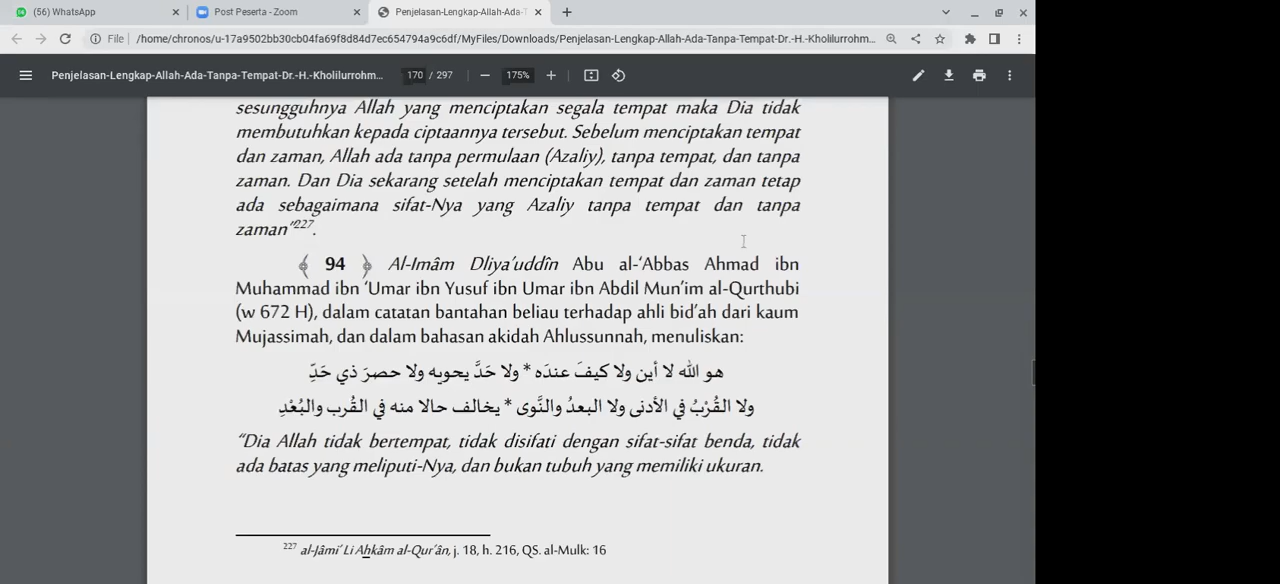 (56) WhatsApp
Post Peserta - Zoom
Penjelasan-Lengkap-Allah-Ada-T
File
/home/chronos/u-17a9502bb30cb04fa69f8d84d7ec654794a9c6df/MyFiles/Downloads/Penjelasan-Lengkap-Allah-Ada-Tanpa-Tempat-Dr.-H.-Kholilurrohm...
Penjelasan-Lengkap-Allah-Ada-Tanpa-Tempat-Dr.-H.-Kholilurrohm...
170 / 297
175%
sesungguhnya Allah yang menciptakan segala tempat maka Dia tidak
membutuhkan kepada ciptaannya tersebut. Sebelum menciptakan tempat
dan zaman, Allah ada tanpa permulaan (Azaliy), tanpa tempat, dan tanpa
zaman. Dan Dia sekarang setelah menciptakan tempat dan zaman tetap
ada sebagaimana sifat-Nya yang Azaliy tanpa tempat dan tanpa
zaman"227.
﴾ 94 ﴿ Al-Imâm Dliya'uddîn Abu al-'Abbas Ahmad ibn
Muhammad ibn 'Umar ibn Yusuf ibn Umar ibn Abdil Mun'im al-Qurthubi
(w 672 H), dalam catatan bantahan beliau terhadap ahli bid'ah dari kaum
Mujassimah, dan dalam bahasan akidah Ahlussunnah, menuliskan:
هو الله لا أين ولا كيفَ عندَه * ولا حَدَّ يحويه ولا حصرَ ذي حَدِّ
ولا القُرْبُ في الأدنى ولا البعدُ والنَّوى * يخالف حالا منه في القُرب والبُعْدِ
"Dia Allah tidak bertempat, tidak disifati dengan sifat-sifat benda, tidak
ada batas yang meliputi-Nya, dan bukan tubuh yang memiliki ukuran.
227 al-Jâmi' Li Ahkâm al-Qur'ân, j. 18, h. 216, QS. al-Mulk: 16